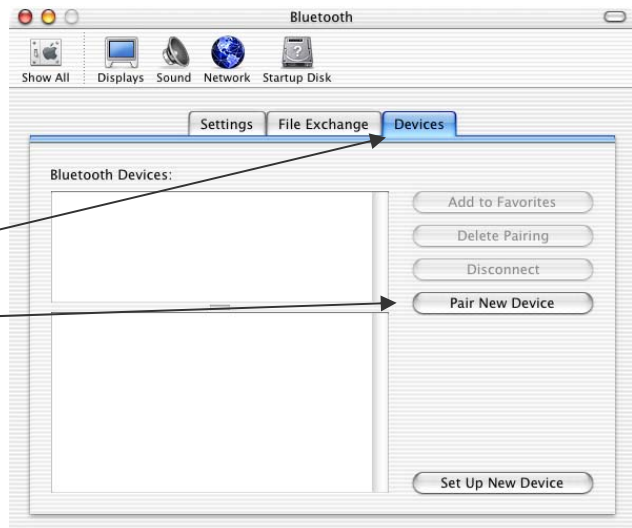 Bluetooth
Show All Displays Sound Network Startup Disk
Settings File Exchange Devices
Bluetooth Devices:
Add to Favorites
Delete Pairing
Disconnect
Pair New Device
Set Up New Device